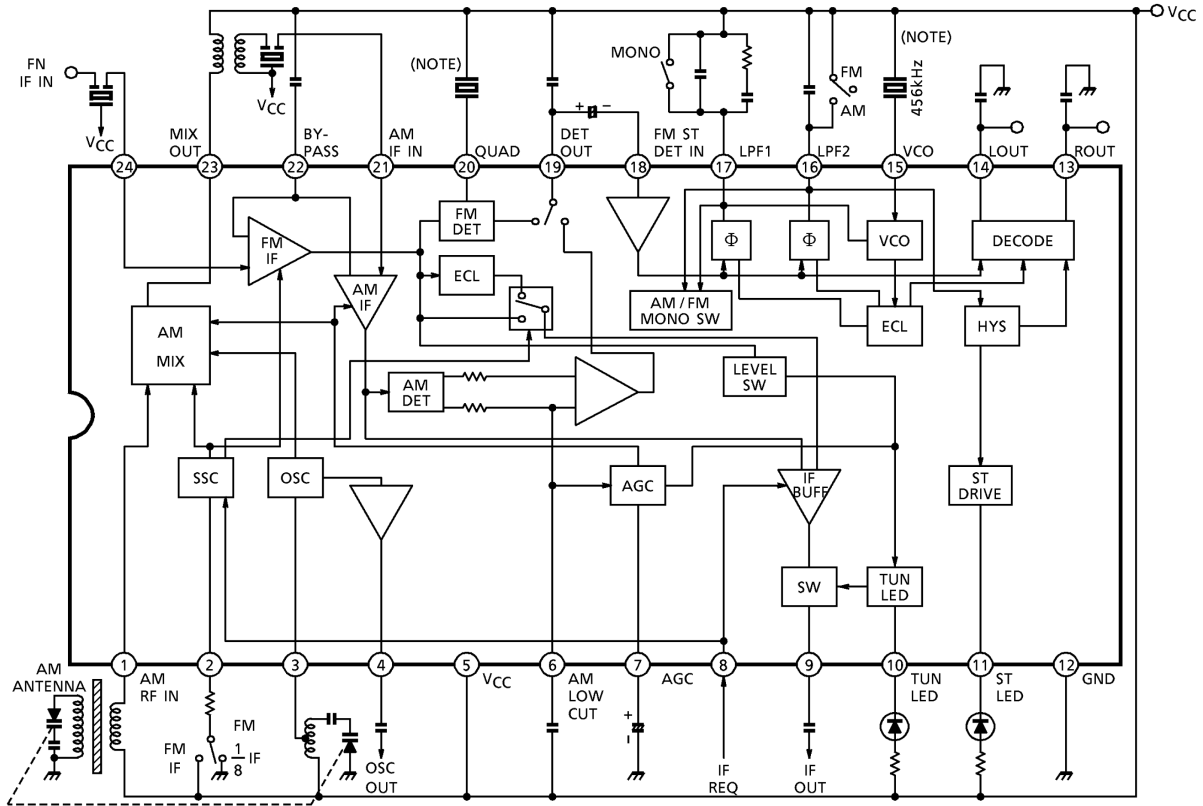 VCC
FN
IF IN
VCC
VCC
(NOTE)
+ −
MONO
FM
AM
(NOTE)
456kHz
MIX
OUT
BY-
PASS
AM
IF IN
QUAD
DET
OUT
FM ST
DET IN
LPF1
LPF2
VCO
LOUT
ROUT
24
23
22
21
20
19
18
17
16
15
14
13
FM
IF
FM
DET
Φ
Φ
VCO
DECODE
ECL
AM
IF
AM / FM
MONO SW
ECL
HYS
AM
MIX
LEVEL
SW
AM
DET
SSC
OSC
AGC
IF
BUFF
ST
DRIVE
SW
TUN
LED
1
2
3
4
5
6
7
8
9
10
11
12
AM
ANTENNA
AM
RF IN
VCC
AM
LOW
CUT
AGC
TUN
LED
ST
LED
GND
FM
IF
FM
1/8 IF
OSC
OUT
+
−
IF
REQ
IF
OUT